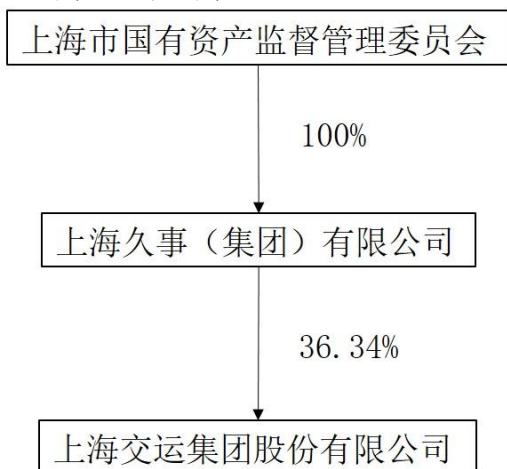 上海市国有资产监督管理委员会
100%
上海久事（集团）有限公司
36.34%
上海交运集团股份有限公司